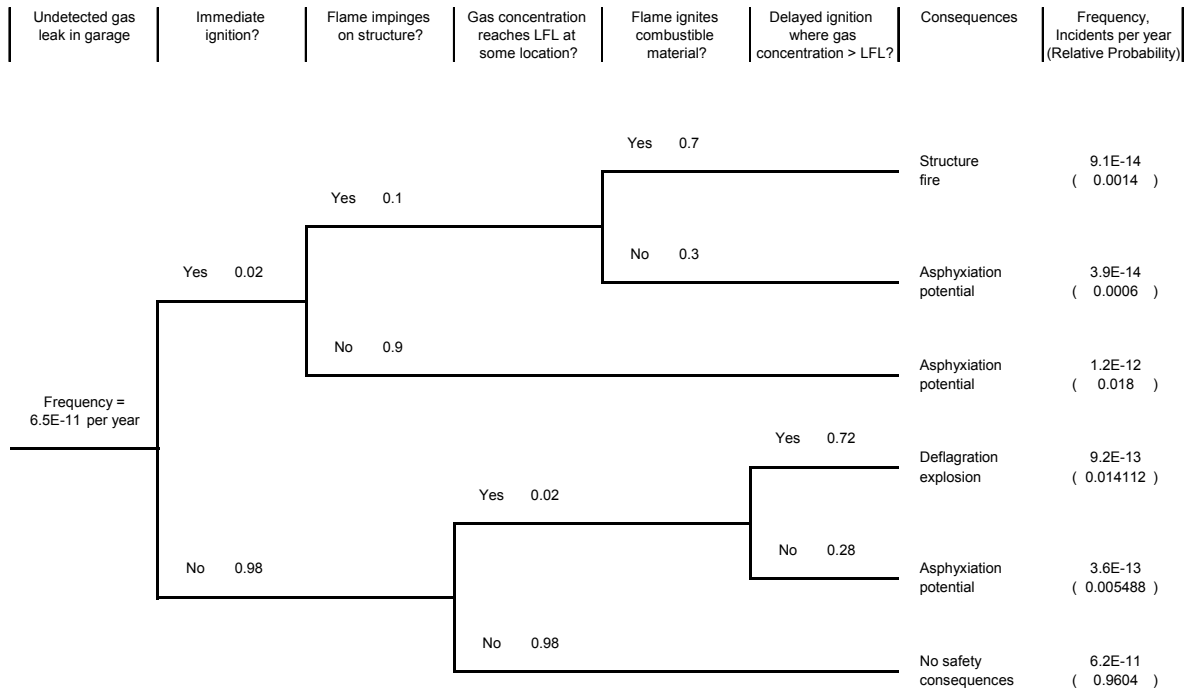 Undetected gas
leak in garage
Immediate
ignition?
Flame impinges
on structure?
Gas concentration
reaches LFL at
some location?
Flame ignites
combustible
material?
Delayed ignition
where gas
concentration > LFL?
Consequences
Frequency,
Incidents per year
(Relative Probability)
Yes 0.7
Structure
fire
9.1E-14
( 0.0014 )
Yes 0.1
No 0.3
Yes 0.02
Asphyxiation
potential
3.9E-14
( 0.0006 )
No 0.9
Asphyxiation
potential
1.2E-12
( 0.018 )
Frequency =
6.5E-11 per year
Yes 0.72
Deflagration
explosion
9.2E-13
( 0.014112 )
Yes 0.02
No 0.28
No 0.98
Asphyxiation
potential
3.6E-13
( 0.005488 )
No 0.98
No safety
consequences
6.2E-11
( 0.9604 )